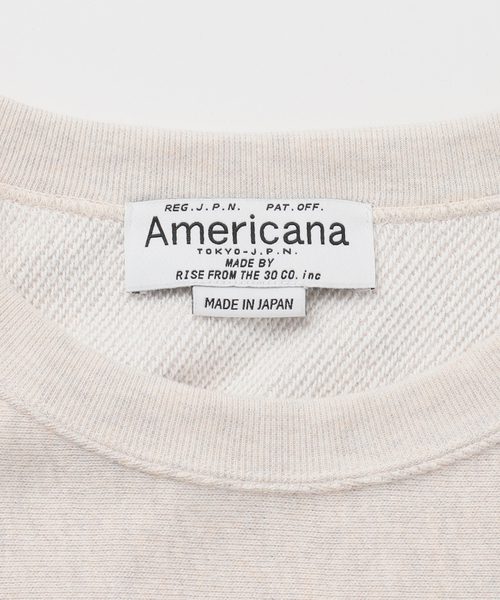 REG.J.P.N. PAT.OFF.
Americana
TOKYO-J.P.N.
MADE BY
RISE FROM THE 30 CO. inc
MADE IN JAPAN